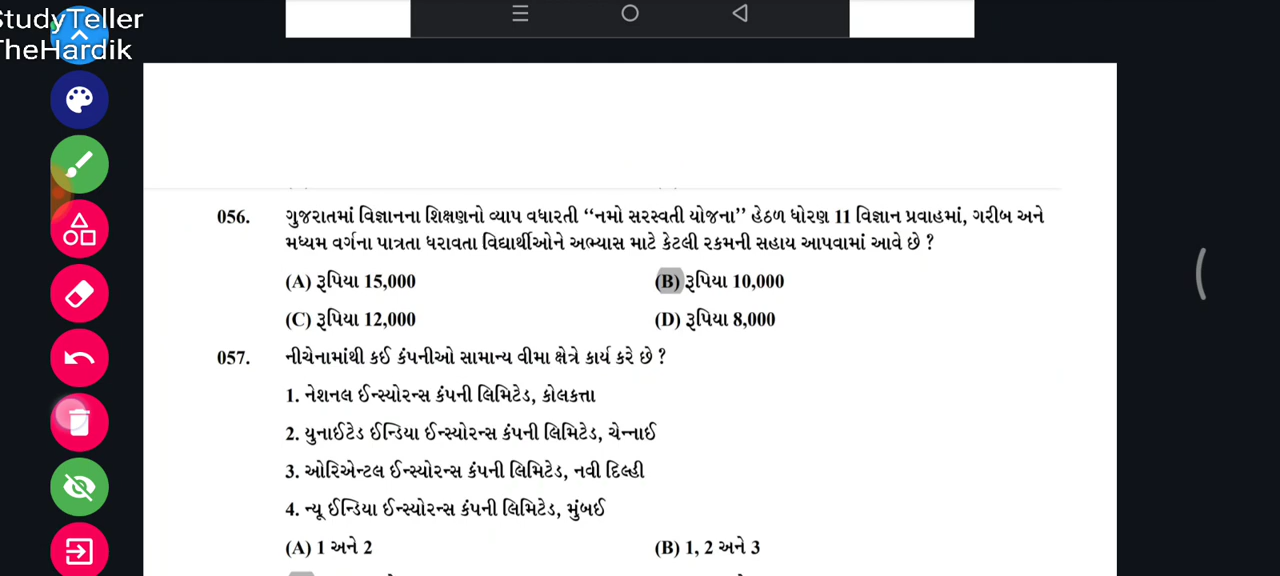 StudyTeller
TheHardik
056. ગુજરાતમાં વિજ્ઞાનના શિક્ષણનો વ્યાપ વધારતી “નમો સરસ્વતી યોજના” હેઠળ ધોરણ 11 વિજ્ઞાન પ્રવાહમાં, ગરીબ અને
મધ્યમ વર્ગના પાત્રતા ધરાવતા વિદ્યાર્થીઓને અભ્યાસ માટે કેટલી રકમની સહાય આપવામાં આવે છે ?
(A) રૂપિયા 15,000 (B) રૂપિયા 10,000
(C) રૂપિયા 12,000 (D) રૂપિયા 8,000
057. નીચેનામાંથી કઈ કંપનીઓ સામાન્ય વીમા ક્ષેત્રે કાર્ય કરે છે ?
1. નેશનલ ઈન્સ્યોરન્સ કંપની લિમિટેડ, કોલકત્તા
2. યુનાઈટેડ ઈન્ડિયા ઈન્સ્યોરન્સ કંપની લિમિટેડ, ચેન્નાઈ
3. ઓરિએન્ટલ ઈન્સ્યોરન્સ કંપની લિમિટેડ, નવી દિલ્હી
4. ન્યૂ ઈન્ડિયા ઈન્સ્યોરન્સ કંપની લિમિટેડ, મુંબઈ
(A) 1 અને 2 (B) 1, 2 અને 3